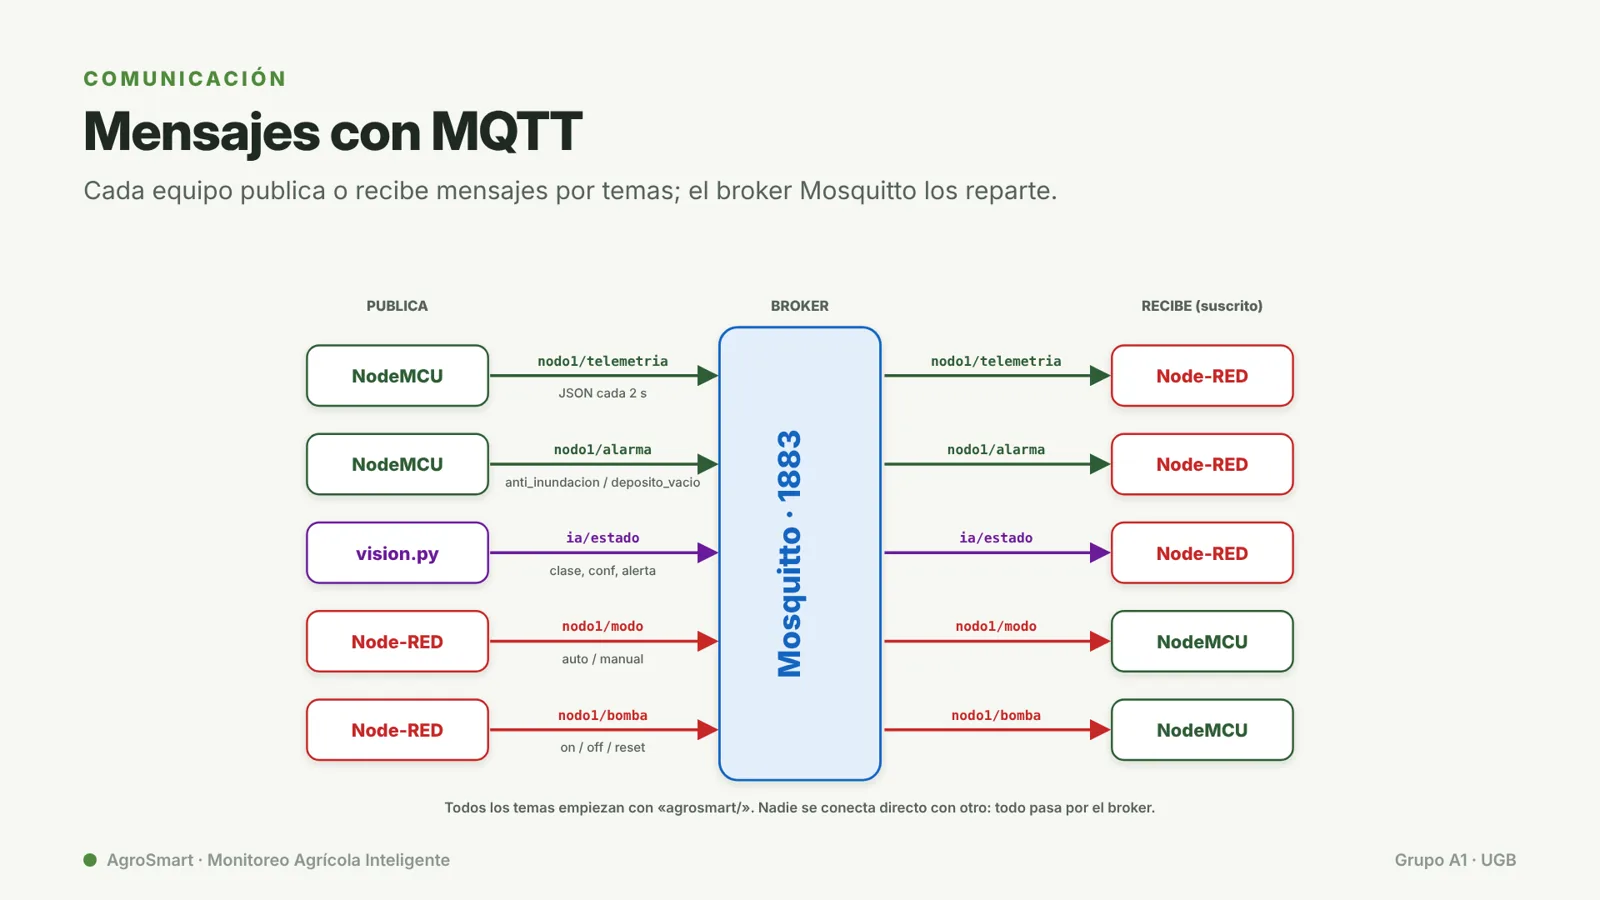 COMUNICACIÓN
Mensajes con MQTT
Cada equipo publica o recibe mensajes por temas; el broker Mosquitto los reparte.
PUBLICA
BROKER
RECIBE (suscrito)
NodeMCU
nodo1/telemetria
JSON cada 2 s
nodo1/telemetria
Node-RED
NodeMCU
nodo1/alarma
anti_inundacion / deposito_vacio
nodo1/alarma
Node-RED
vision.py
ia/estado
clase, conf, alerta
ia/estado
Node-RED
Node-RED
nodo1/modo
auto / manual
nodo1/modo
NodeMCU
Node-RED
nodo1/bomba
on / off / reset
nodo1/bomba
NodeMCU
Mosquitto · 1883
Todos los temas empiezan con «agrosmart/». Nadie se conecta directo con otro: todo pasa por el broker.
AgroSmart · Monitoreo Agrícola Inteligente
Grupo A1 · UGB